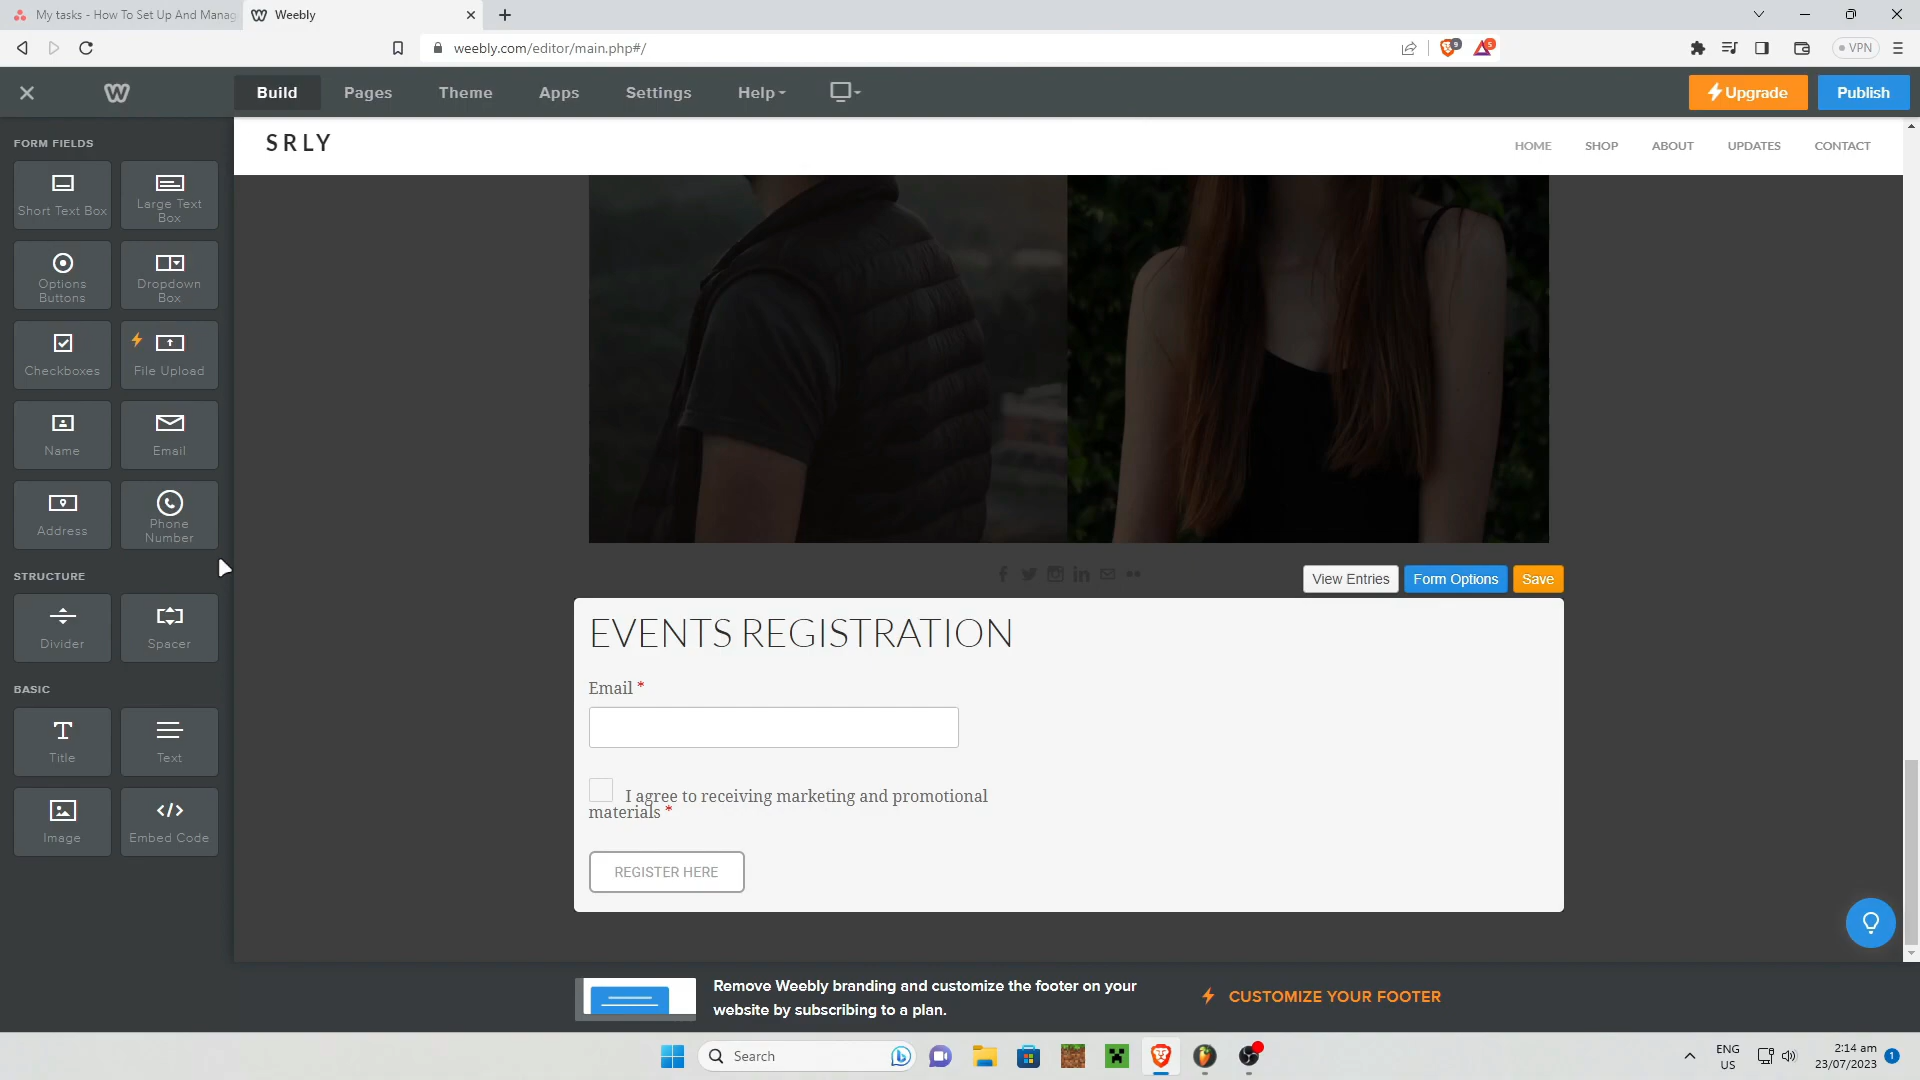 My tasks - How To Set Up And Manag
Weebly
weebly.com/editor/main.php#/
9
5
VPN
Build
Pages
Theme
Apps
Settings
Help
Upgrade
Publish
FORM FIELDS
Short Text Box
Large Text
Box
Options
Buttons
Dropdown
Box
Checkboxes
File Upload
Name
Email
Address
Phone
Number
STRUCTURE
Divider
Spacer
BASIC
Title
Text
Image
Embed Code
SRLY
HOME
SHOP
ABOUT
UPDATES
CONTACT
View Entries
Form Options
Save
EVENTS REGISTRATION
Email *
I agree to receiving marketing and promotional
materials *
REGISTER HERE
Remove Weebly branding and customize the footer on your
website by subscribing to a plan.
CUSTOMIZE YOUR FOOTER
Search
ENG
US
2:14 am
23/07/2023
1